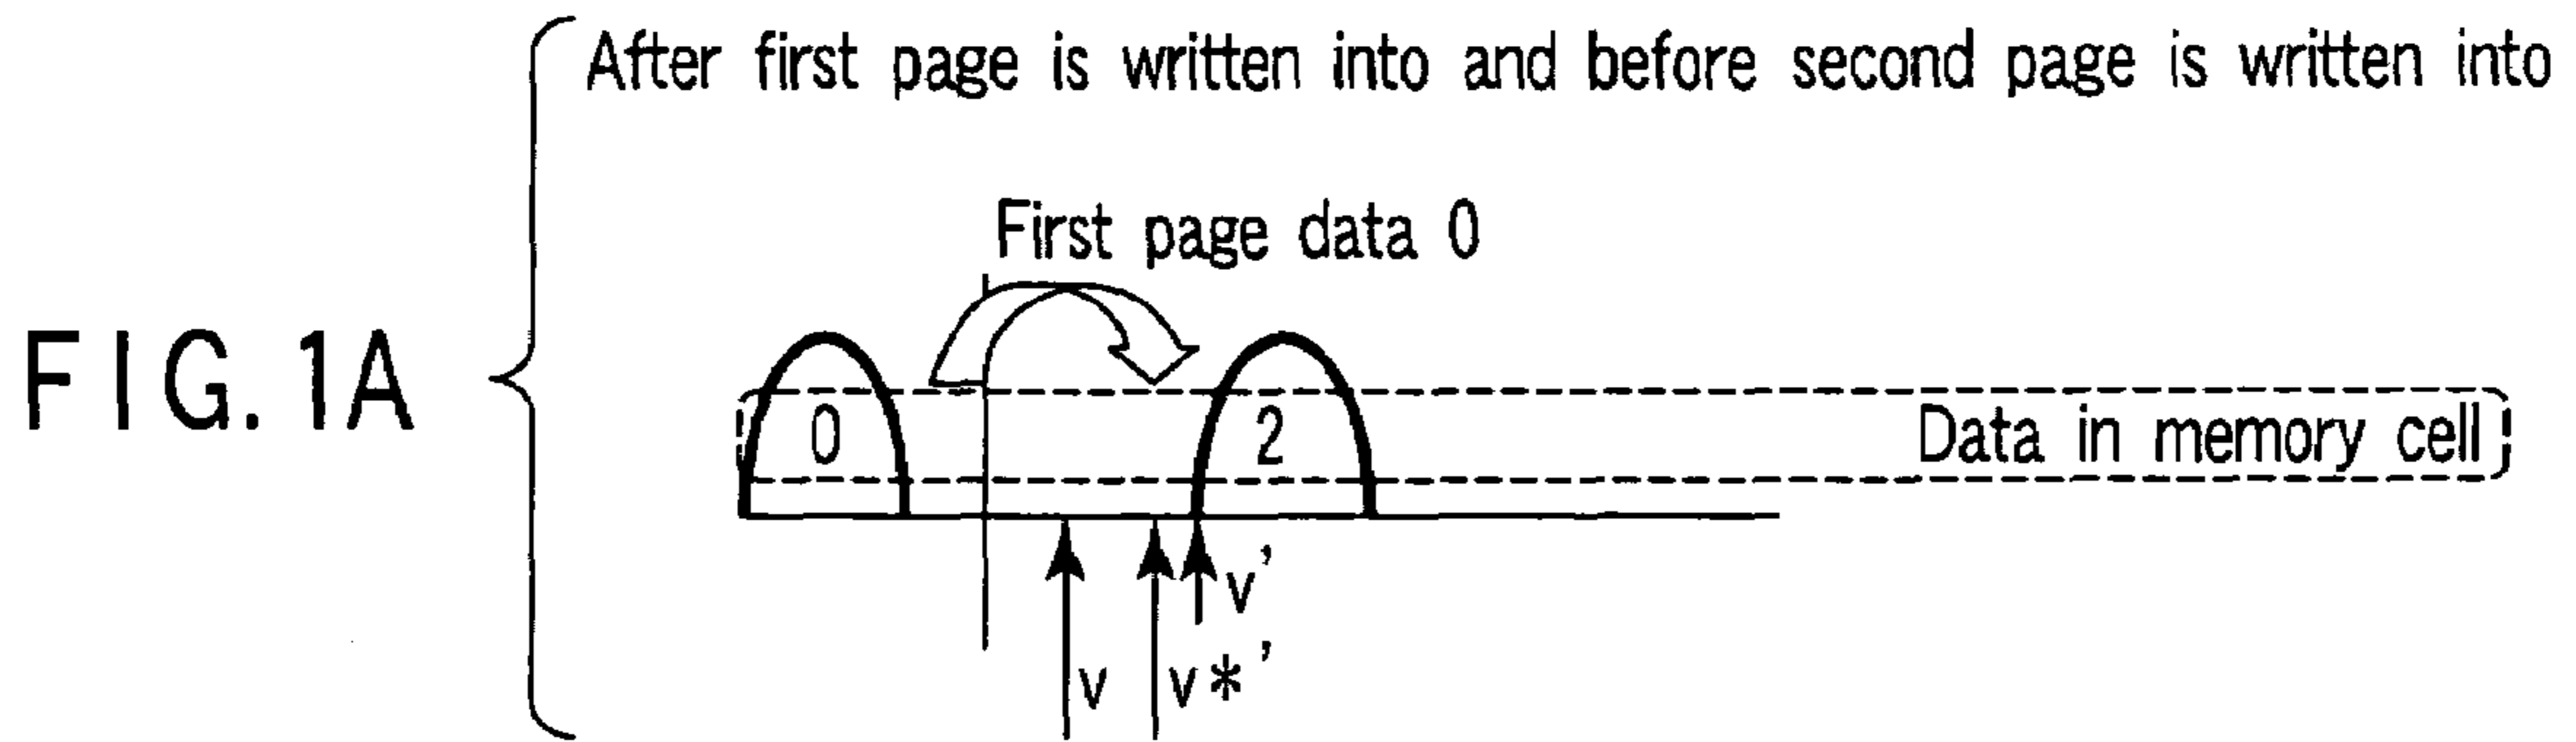 After first page is written into and before second page is written into
First page data 0
FIG. 1A
0
2
Data in memory cell
v'
v
v*'